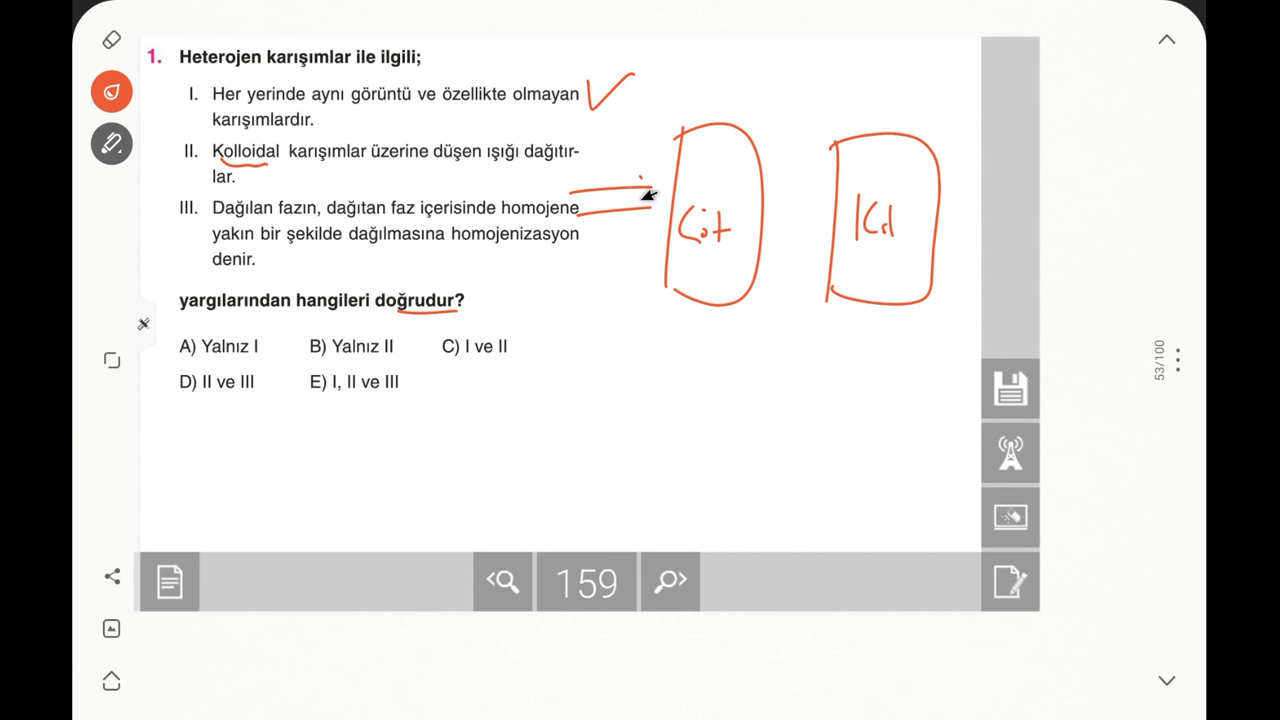 1. Heterojen karışımlar ile ilgili;
I. Her yerinde aynı görüntü ve özellikte olmayan
karışımlardır.
II. Kolloidal karışımlar üzerine düşen ışığı dağıtır-
lar.
III. Dağılan fazın, dağıtan faz içerisinde homojene
yakın bir şekilde dağılmasına homojenizasyon
denir.
yargılarından hangileri doğrudur?
A) Yalnız I B) Yalnız II C) I ve II
D) II ve III E) I, II ve III
Çöt
Kol
53/100
159